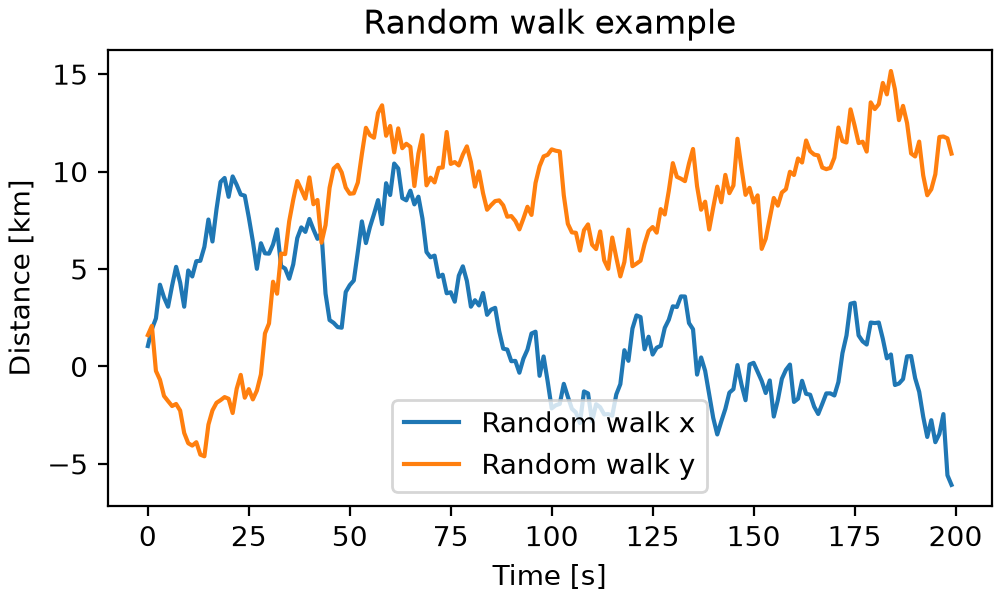 Random walk example
Distance [km]
15
10
5
0
−5
Random walk x
Random walk y
0 25 50 75 100 125 150 175 200
Time [s]